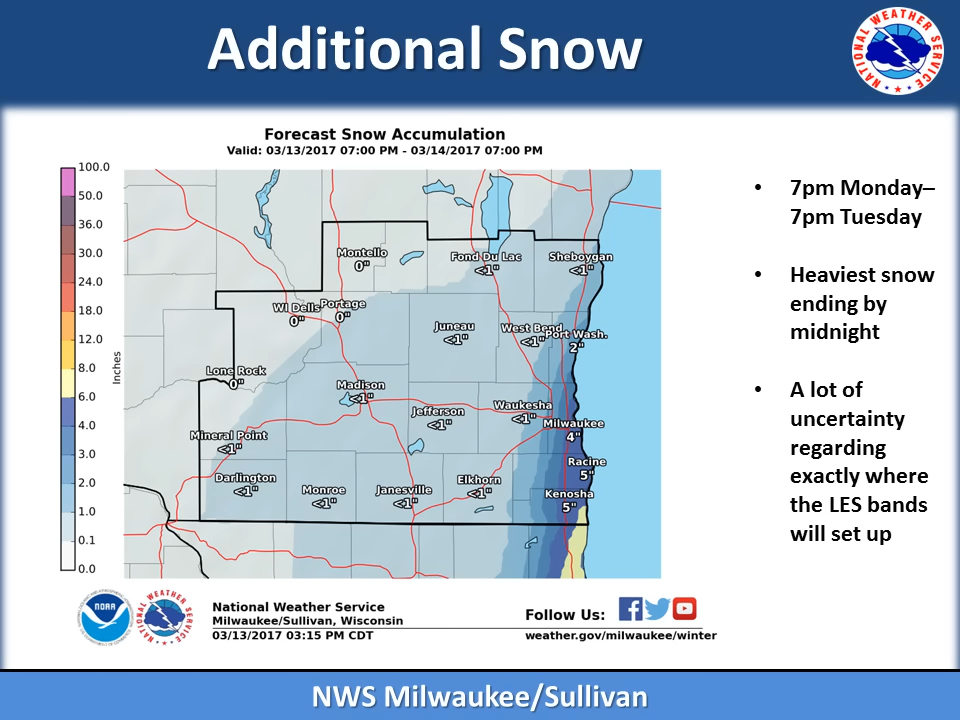 Additional Snow
NATIONAL WEATHER SERVICE
Forecast Snow Accumulation
Valid: 03/13/2017 07:00 PM - 03/14/2017 07:00 PM
100.0
50.0
36.0
30.0
24.0
18.0
12.0
8.0
6.0
4.0
3.0
2.0
1.0
0.1
0.0
Inches
Montello
0"
Fond Du Lac
<1"
Sheboygan
<1"
WI Dells
0"
Portage
0"
Juneau
<1"
West Bend
<1"
Port Wash.
2"
Lone Rock
0"
Madison
<1"
Jefferson
<1"
Waukesha
<1"
Milwaukee
4"
Mineral Point
<1"
Racine
5"
Darlington
<1"
Monroe
<1"
Janesville
<1"
Elkhorn
<1"
Kenosha
5"
• 7pm Monday–
7pm Tuesday
• Heaviest snow
ending by
midnight
• A lot of
uncertainty
regarding
exactly where
the LES bands
will set up
NOAA
NATIONAL WEATHER SERVICE
National Weather Service
Milwaukee/Sullivan, Wisconsin
03/13/2017 03:15 PM CDT
Follow Us:
weather.gov/milwaukee/winter
NWS Milwaukee/Sullivan